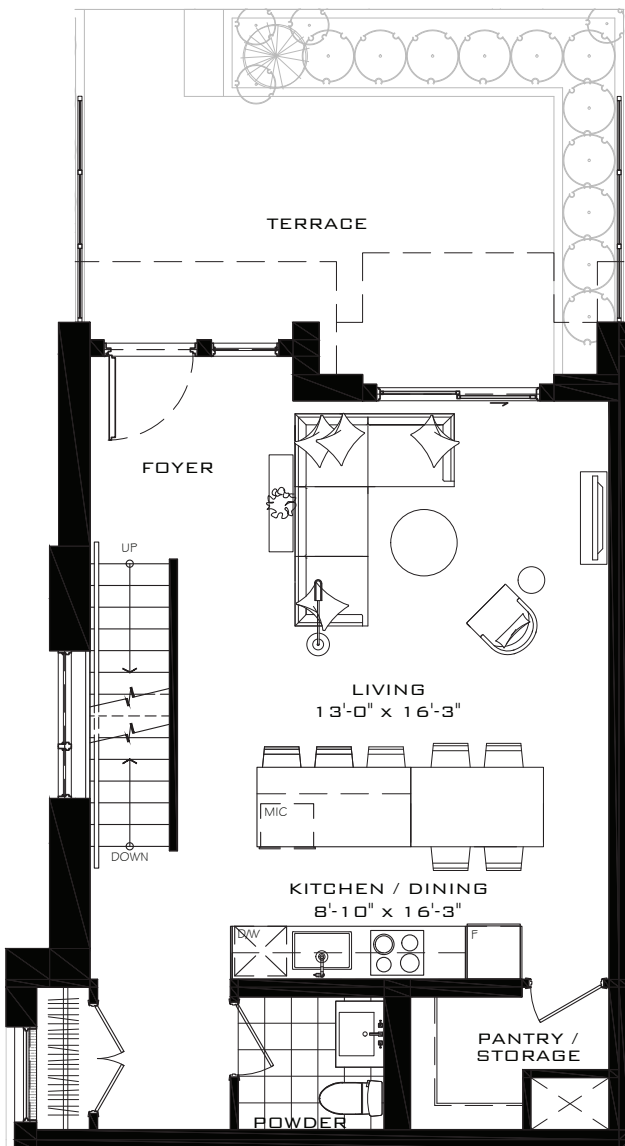 TERRACE
FOYER
UP
LIVING
13'-0" x 16'-3"
MIC
DOWN
KITCHEN / DINING
8'-10" x 16'-3"
D/W
F
PANTRY /
STORAGE
POWDER